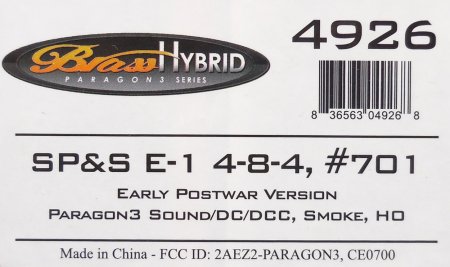 Brass Hybrid
PARAGON3 SERIES
4926
8 36563 04926 8
SP&S E-1 4-8-4, #701
Early Postwar Version
Paragon3 Sound/DC/DCC, Smoke, HO
Made in China - FCC ID: 2AEZ2-PARAGON3, CE0700